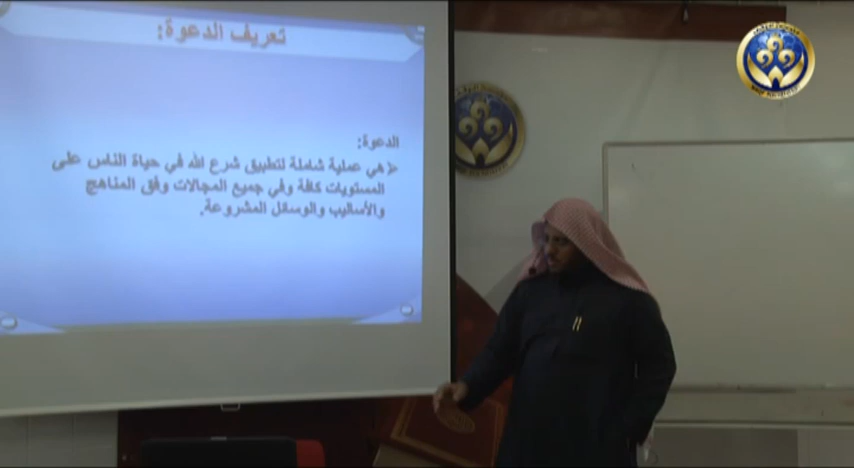 تعريف الدعوة:
الدعوة:
هي عملية شاملة لتطبيق شرع الله في حياة الناس على
المستويات كافة وفي جميع المجالات وفق المناهج
والأساليب والوسائل المشروعة.